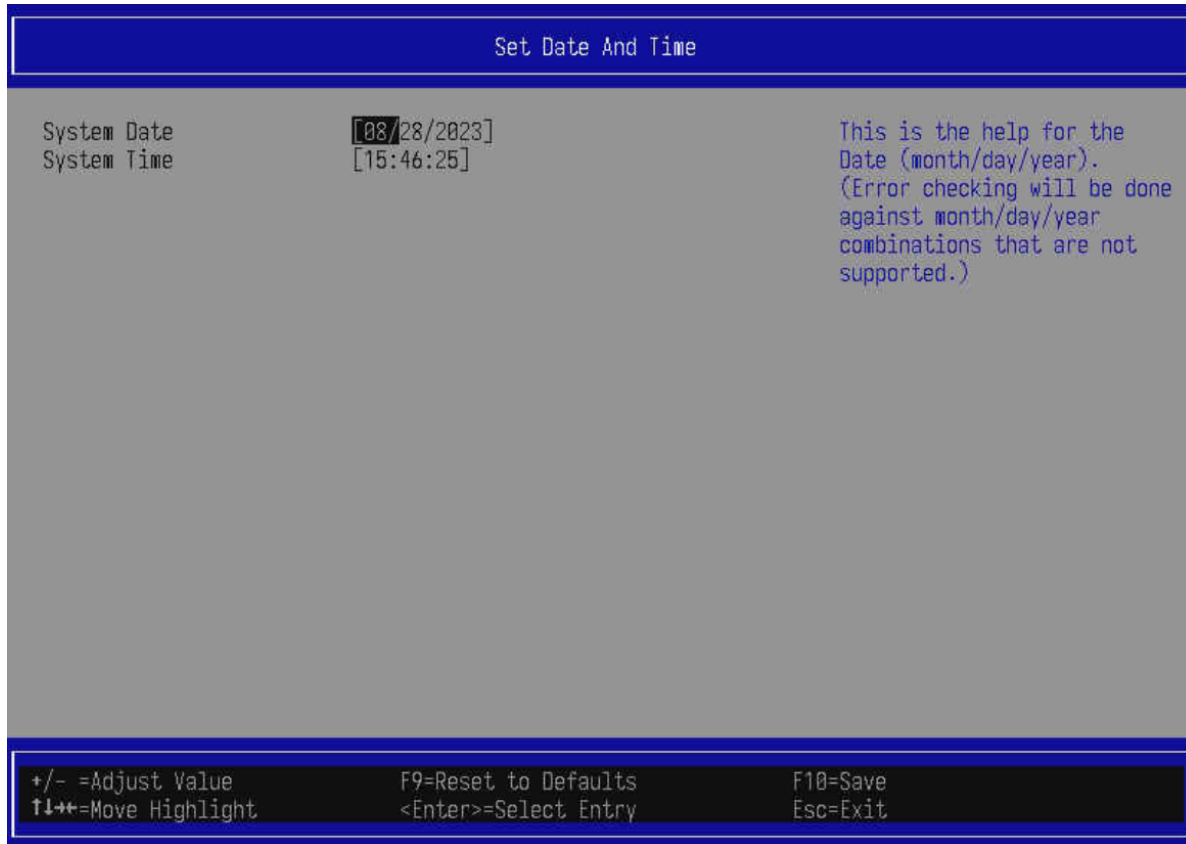 Set Date And Time
System Date [08/28/2023]
System Time [15:46:25]
This is the help for the
Date (month/day/year).
(Error checking will be done
against month/day/year
combinations that are not
supported.)
+/- =Adjust Value F9=Reset to Defaults F10=Save
↑↓→←=Move Highlight <Enter>=Select Entry Esc=Exit